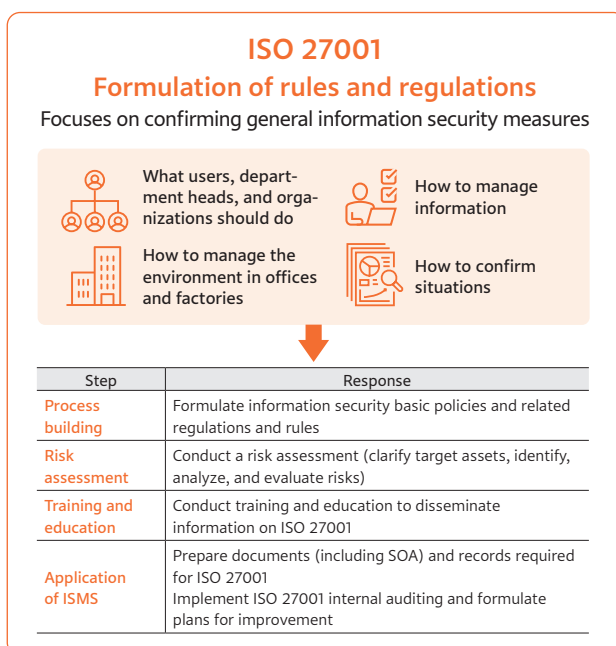 ISO 27001
Formulation of rules and regulations
Focuses on confirming general information security measures
What users, depart-
ment heads, and orga-
nizations should do
How to manage
information
How to manage the
environment in offices
and factories
How to confirm
situations
Step
Response
Process
building
Formulate information security basic policies and related
regulations and rules
Risk
assessment
Conduct a risk assessment (clarify target assets, identify,
analyze, and evaluate risks)
Training and
education
Conduct training and education to disseminate
information on ISO 27001
Application
of ISMS
Prepare documents (including SOA) and records required
for ISO 27001
Implement ISO 27001 internal auditing and formulate
plans for improvement